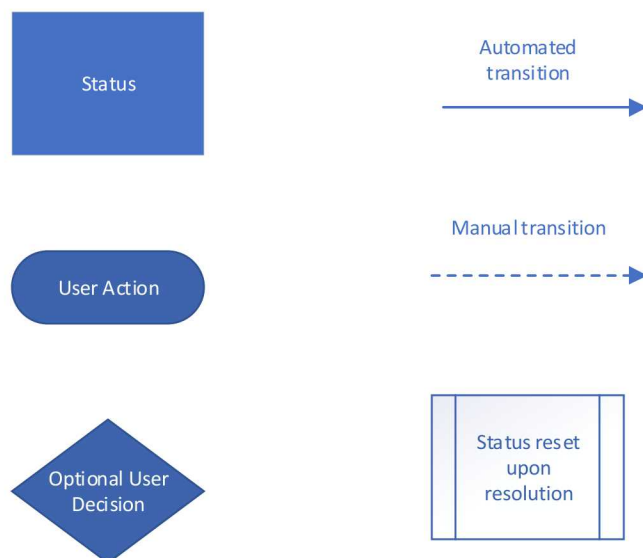 Status
Automated
transition
Manual transition
User Action
Optional User
Decision
Status reset
upon
resolution